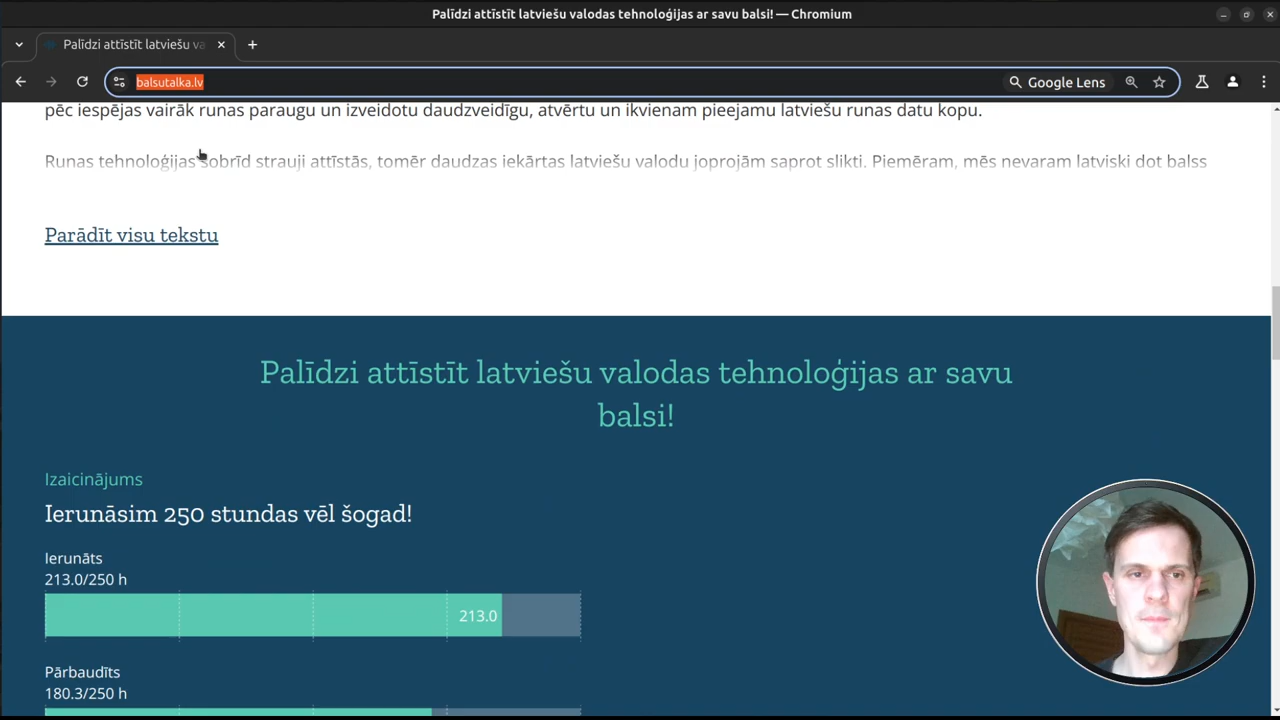 Palīdzi attīstīt latviešu valodas tehnoloģijas ar savu balsi! — Chromium
Palīdzi attīstīt latviešu va
balsutalka.lv
Google Lens
pēc iespējas vairāk runas paraugu un izveidotu daudzveidīgu, atvērtu un ikvienam pieejamu latviešu runas datu kopu.
Runas tehnoloģijas šobrīd strauji attīstās, tomēr daudzas iekārtas latviešu valodu joprojām saprot slikti. Piemēram, mēs nevaram latviski dot balss
Parādīt visu tekstu
Palīdzi attīstīt latviešu valodas tehnoloģijas ar savu
balsi!
Izaicinājums
Ierunāsim 250 stundas vēl šogad!
Ierunāts
213.0/250 h
213.0
Pārbaudīts
180.3/250 h